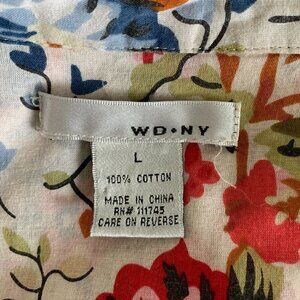 WD·NY
L
100% COTTON
MADE IN CHINA
RN# 111745
CARE ON REVERSE